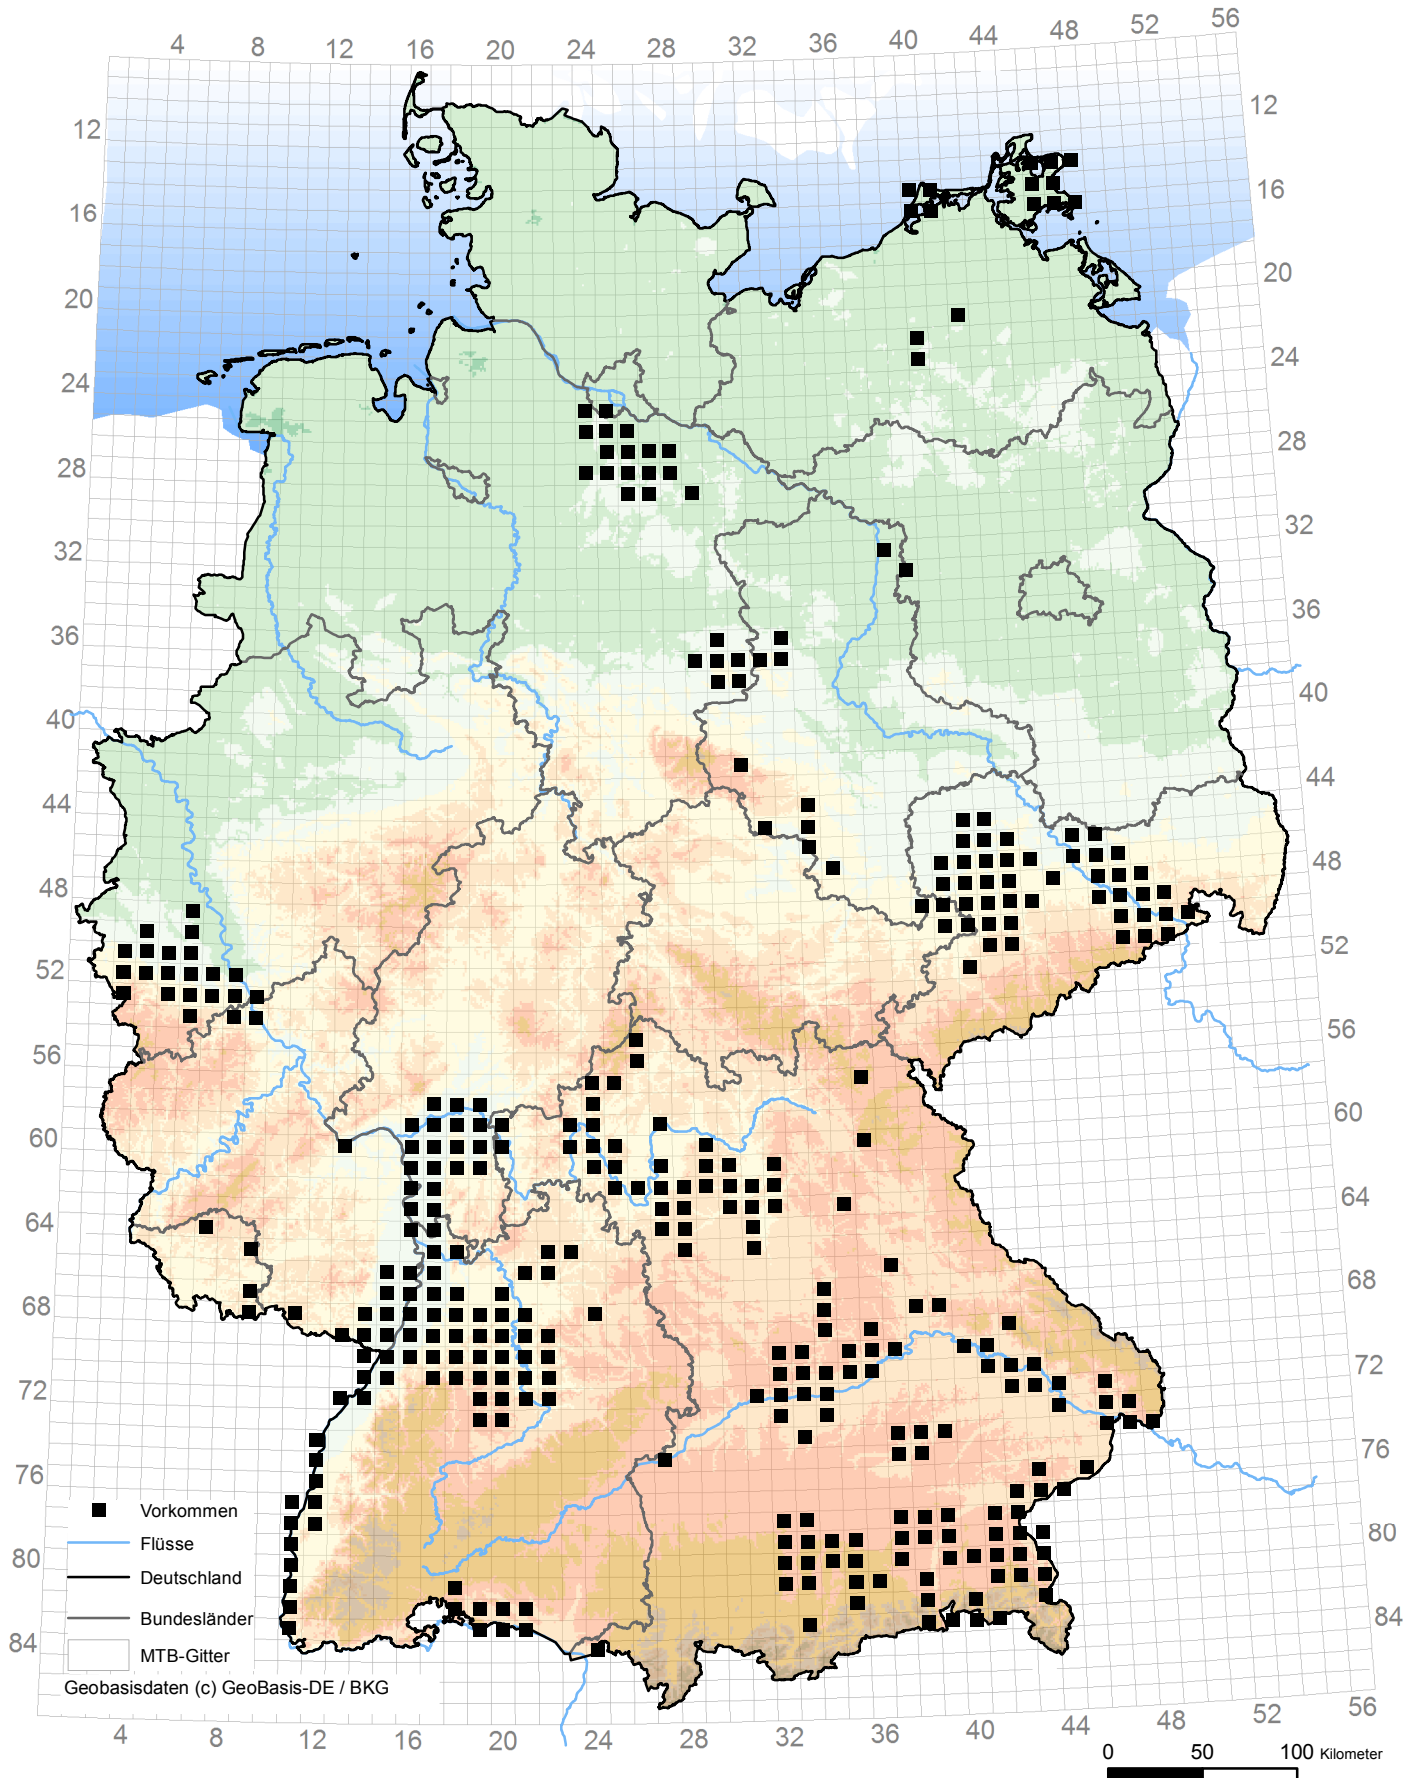 4 8 12 16 20 24 28 32 36 40 44 48 52 56
12 12
16 16
20 20
24 24
28 28
32 32
36 36
40 40
44 44
48 48
52 52
56 56
60 60
64 64
68 68
72 72
76 76
80 80
84 84
Vorkommen
Flüsse
Deutschland
Bundesländer
MTB-Gitter
Geobasisdaten (c) GeoBasis-DE / BKG
4 8 12 16 20 24 28 32 36 40 44 48 52 56
0 50 100 Kilometer